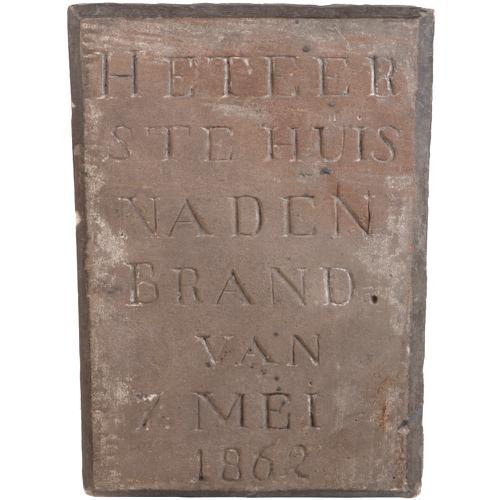 HET EER
STE HUIS
NA DEN
BRAND
VAN
7 MEI
1862